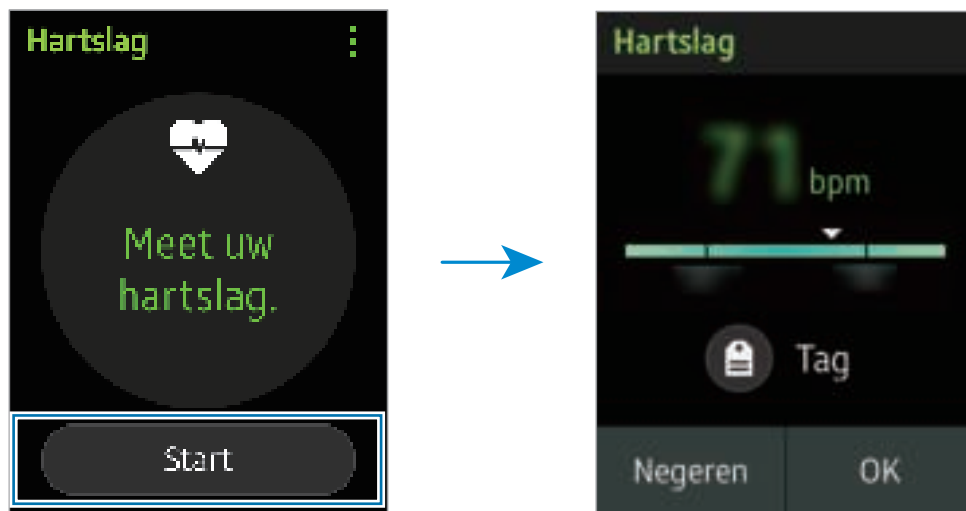 Hartslag
Meet uw
hartslag.
Start
Hartslag
71 bpm
Tag
Negeren
OK